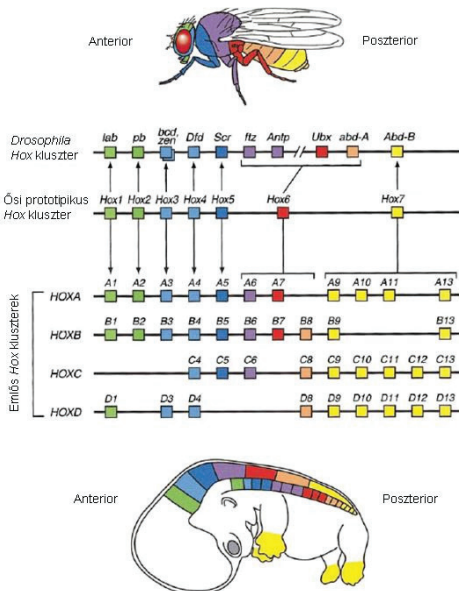 Anterior
Poszterior
Drosophila
Hox kluszter
lab pb bcd, zen Dfd Scr ftz Antp Ubx abd-A Abd-B
Ősi prototipikus
Hox kluszter
Hox1 Hox2 Hox3 Hox4 Hox5 Hox6 Hox7
Emlős Hox kluszterek
HOXA A1 A2 A3 A4 A5 A6 A7 A9 A10 A11 A13
HOXB B1 B2 B3 B4 B5 B6 B7 B8 B9 B13
HOXC C4 C5 C6 C8 C9 C10 C11 C12 C13
HOXD D1 D3 D4 D8 D9 D10 D11 D12 D13
Anterior
Poszterior